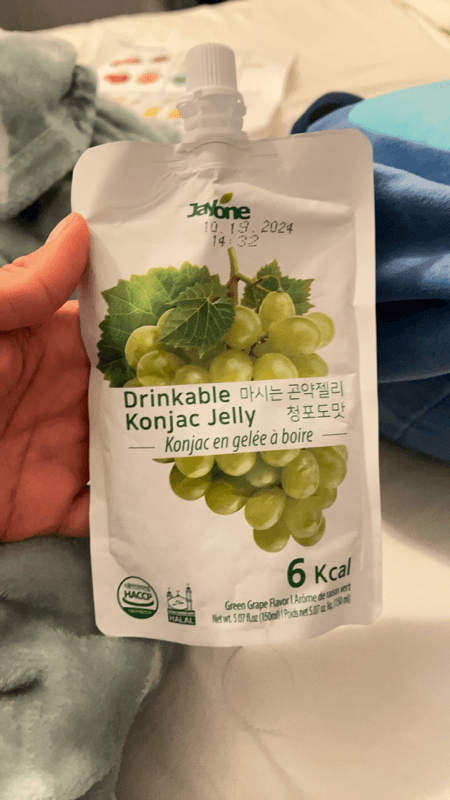 Jayone
10.18.2024
14:32
Drinkable 마시는 곤약젤리
Konjac Jelly 청포도맛
Konjac en gelée à boire
6 Kcal
Green Grape Flavor | Arôme de raisin vert
Net wt. 5.07 fl.oz (150ml) | Poids net 5.07 oz. liq. (150 ml)
HACCP
HALAL